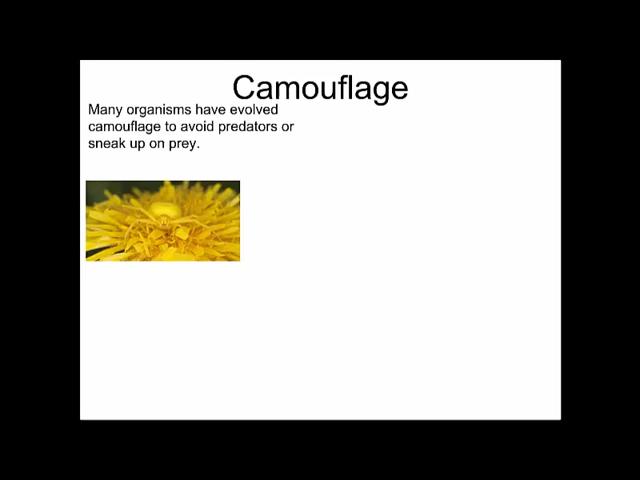 Camouflage
Many organisms have evolved
camouflage to avoid predators or
sneak up on prey.